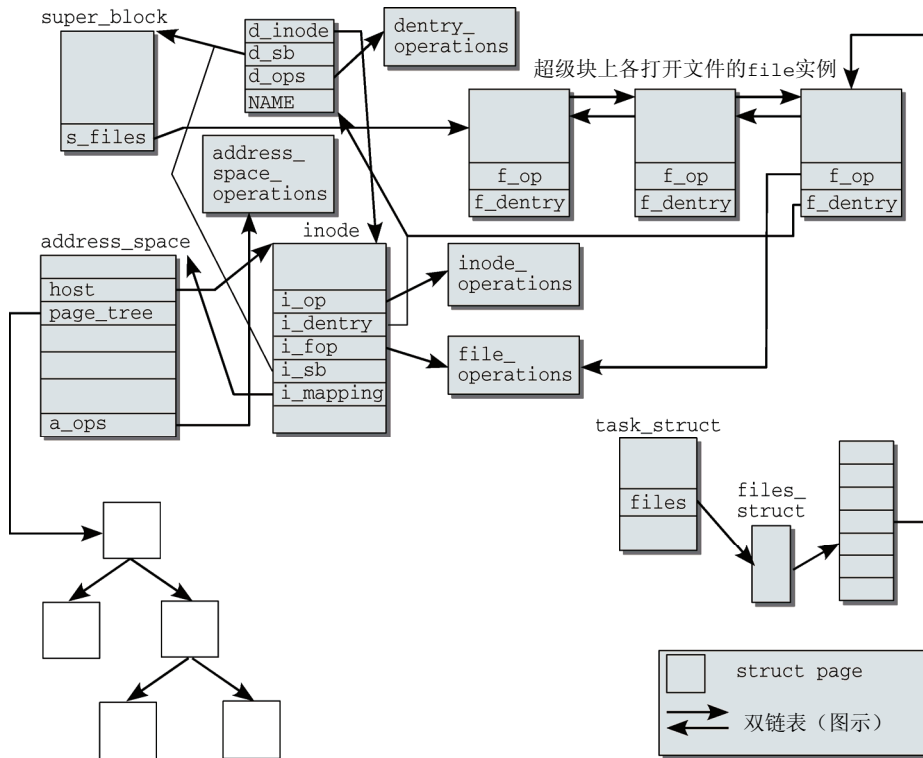 super_block
s_files
d_inode
d_sb
d_ops
NAME
dentry_
operations
超级块上各打开文件的file实例
f_op
f_dentry
f_op
f_dentry
f_op
f_dentry
address_
space_
operations
address_space
host
page_tree
a_ops
inode
i_op
i_dentry
i_fop
i_sb
i_mapping
inode_
operations
file_
operations
task_struct
files
files_
struct
struct page
双链表(图示)